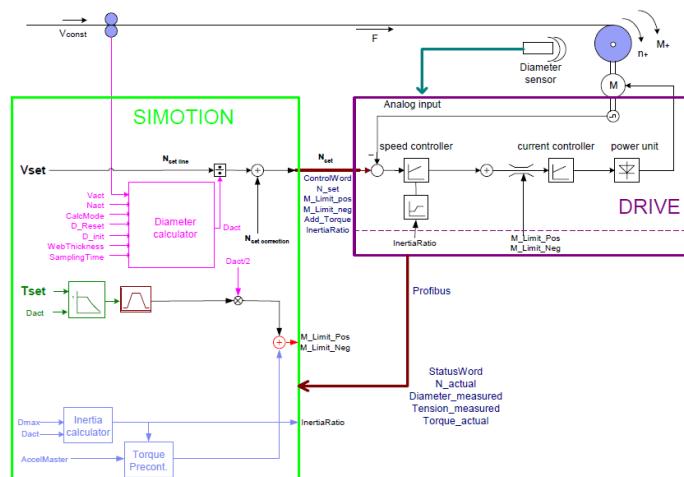 Vconst
F
n+
M+
Diameter
sensor
M
Analog input
SIMOTION
speed controller
current controller
power unit
Vset
Nset line
Nset
−
ControlWord
N_set
M_Limit_pos
M_Limit_neg
Add_Torque
InertiaRatio
Vact
Nact
CalcMode
D_Reset
D_init
WebThickness
SamplingTime
Diameter
calculator
Dact
Nset correction
DRIVE
InertiaRatio
M_Limit_Pos
M_Limit_Neg
Dact/2
Tset
Dact
Profibus
M_Limit_Pos
M_Limit_Neg
StatusWord
N_actual
Diameter_measured
Tension_measured
Torque_actual
Dmax
Dact
Inertia
calculator
InertiaRatio
AccelMaster
Torque
Precont.